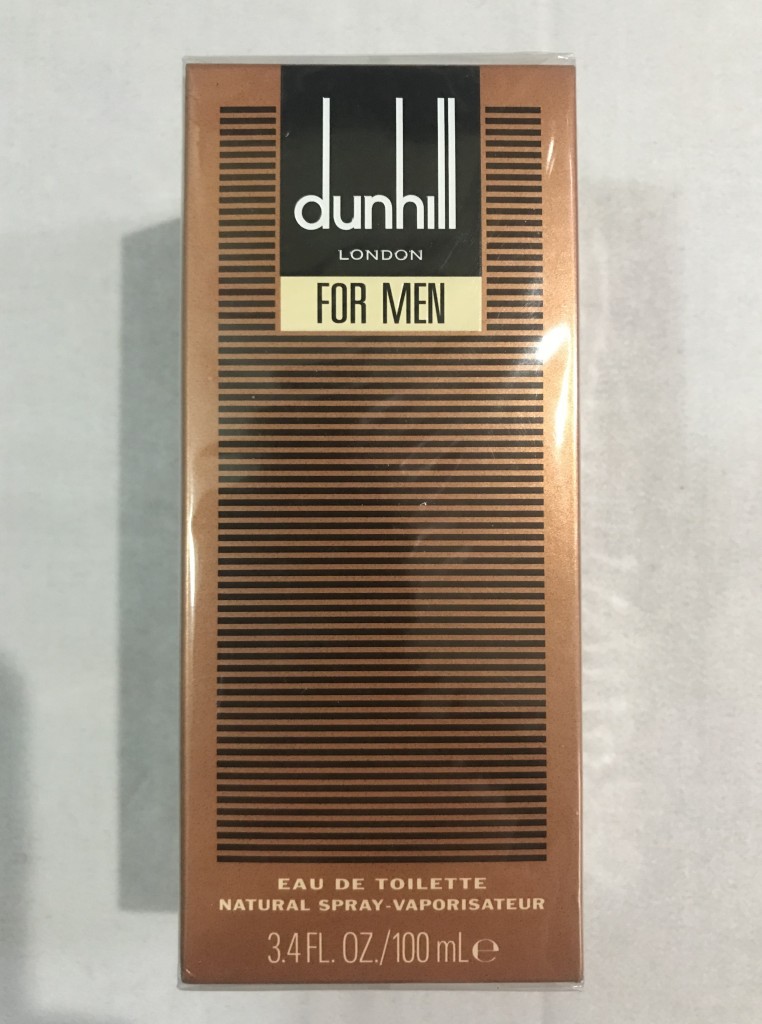 dunhill
LONDON
FOR MEN
EAU DE TOILETTE
NATURAL SPRAY-VAPORISATEUR
3.4 FL. OZ./100 mL ℮